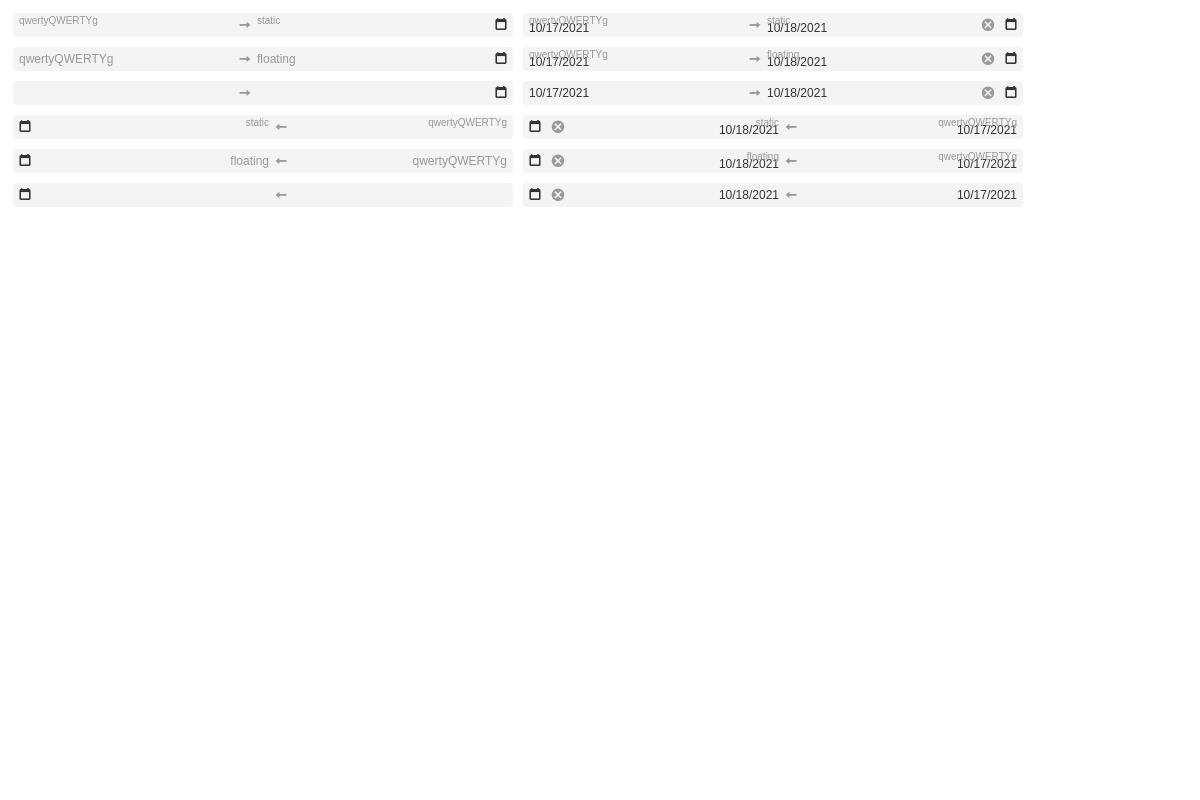 qwertyQWERTYg → static
qwertyQWERTYg → static
10/17/2021 10/18/2021
qwertyQWERTYg → floating
qwertyQWERTYg → floating
10/17/2021 10/18/2021
→
10/17/2021 → 10/18/2021
static ← qwertyQWERTYg
static ← qwertyQWERTYg
10/18/2021 10/17/2021
floating ← qwertyQWERTYg
floating ← qwertyQWERTYg
10/18/2021 10/17/2021
←
10/18/2021 ← 10/17/2021